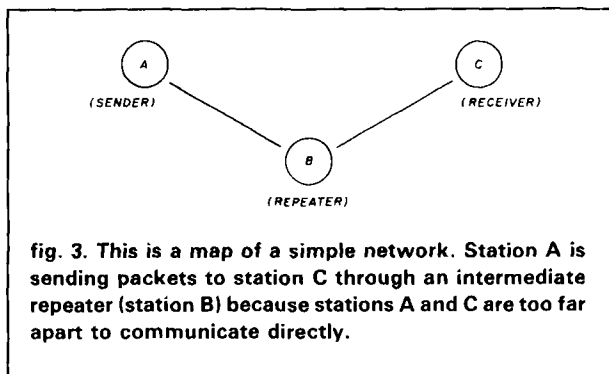 A
C
(SENDER)
(RECEIVER)
B
(REPEATER)
fig. 3. This is a map of a simple network. Station A is
sending packets to station C through an intermediate
repeater (station B) because stations A and C are too far
apart to communicate directly.